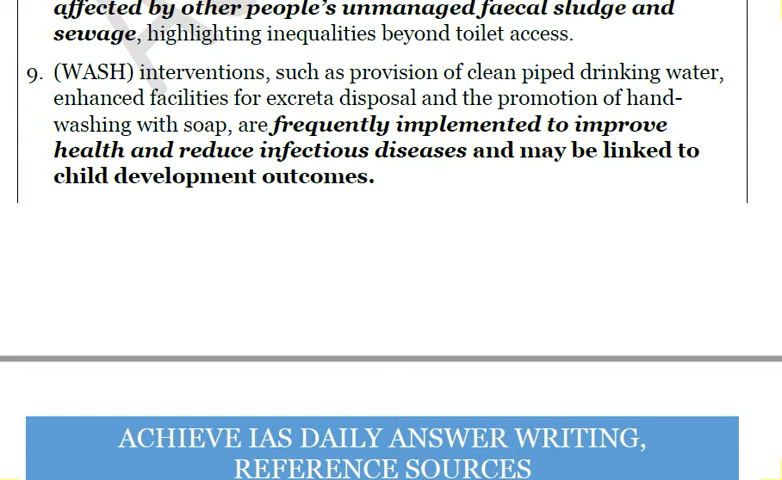 affected by other people's unmanaged faecal sludge and
sewage, highlighting inequalities beyond toilet access.
9. (WASH) interventions, such as provision of clean piped drinking water,
enhanced facilities for excreta disposal and the promotion of hand-
washing with soap, are frequently implemented to improve
health and reduce infectious diseases and may be linked to
child development outcomes.
ACHIEVE IAS DAILY ANSWER WRITING,
REFERENCE SOURCES